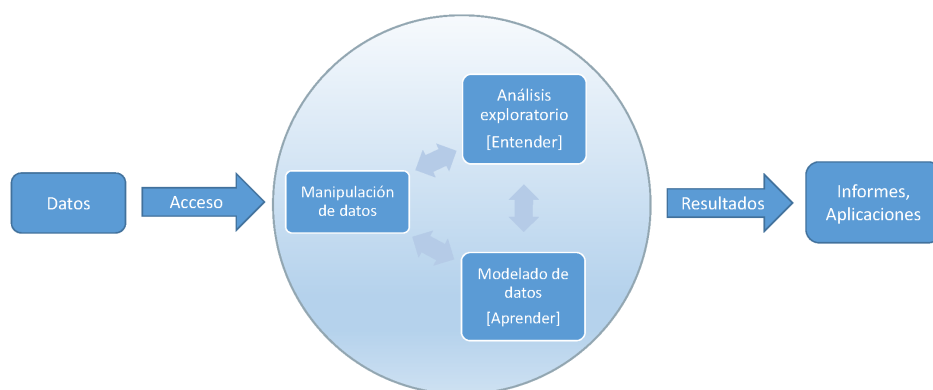 Datos
Acceso
Manipulación
de datos
Análisis
exploratorio
[Entender]
Modelado de
datos
[Aprender]
Resultados
Informes,
Aplicaciones